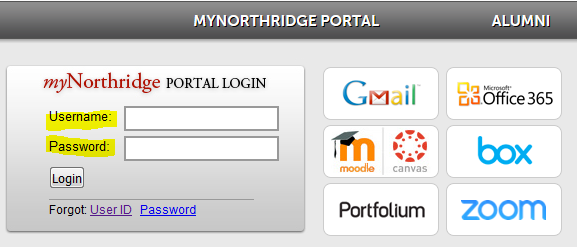 MYNORTHRIDGE PORTAL ALUMNI
myNorthridge PORTAL LOGIN
Username:
Password:
Login
Forgot: User ID Password
Gmail
Microsoft
Office 365
moodle
canvas
box
Portfolium
zoom